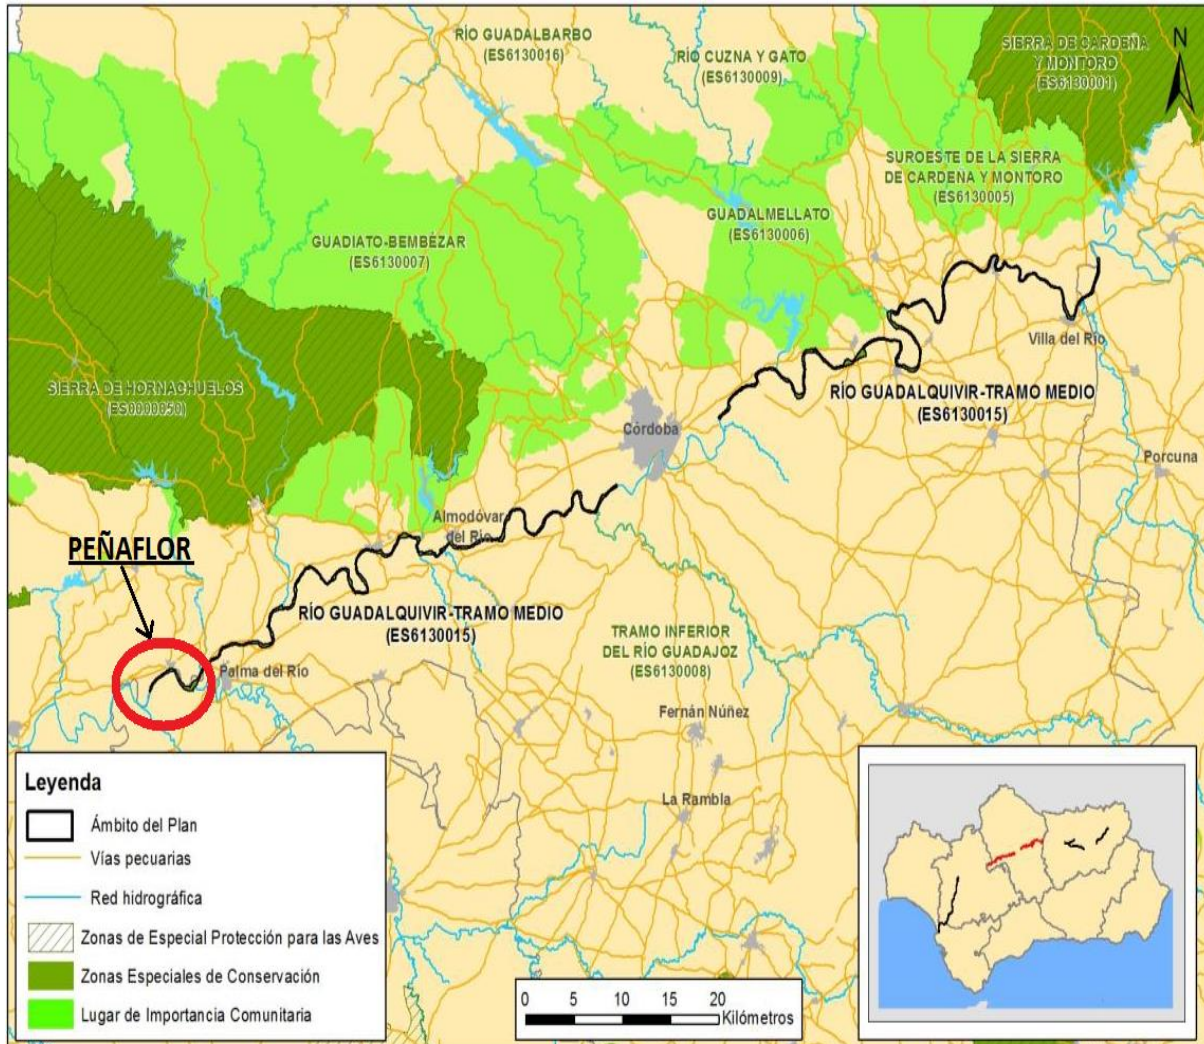 RÍO GUADALBARBO
(ES6130016)
RÍO CUZNA Y GATO
(ES6130009)
SIERRA DE CARDEÑA
Y MONTORO
(ES6130001)
N
SUROESTE DE LA SIERRA
DE CARDENA Y MONTORO
(ES6130005)
GUADALMELLATO
(ES6130006)
GUADIATO-BEMBÉZAR
(ES6130007)
Villa del Río
SIERRA DE HORNACHUELOS
(ES0000050)
RÍO GUADALQUIVIR-TRAMO MEDIO
(ES6130015)
Córdoba
Porcuna
Almodóvar
del Río
PEÑAFLOR
RÍO GUADALQUIVIR-TRAMO MEDIO
(ES6130015)
TRAMO INFERIOR
DEL RÍO GUADAJOZ
(ES6130008)
Palma del Río
Fernán Núñez
La Rambla
Leyenda
Ámbito del Plan
Vías pecuarias
Red hidrográfica
Zonas de Especial Protección para las Aves
Zonas Especiales de Conservación
Lugar de Importancia Comunitaria
0 5 10 15 20
Kilómetros